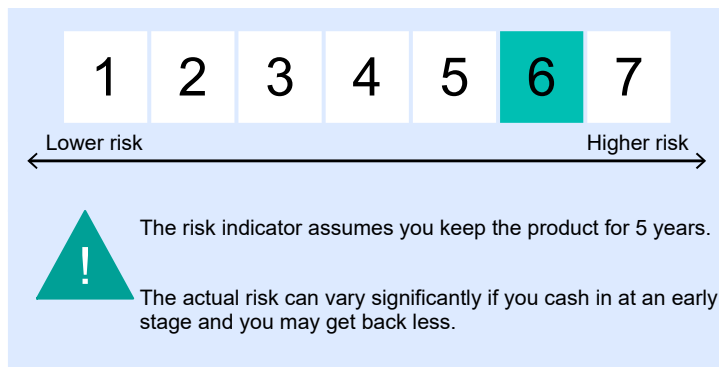 1 2 3 4 5 6 7
Lower risk Higher risk
The risk indicator assumes you keep the product for 5 years.
!
The actual risk can vary significantly if you cash in at an early
stage and you may get back less.